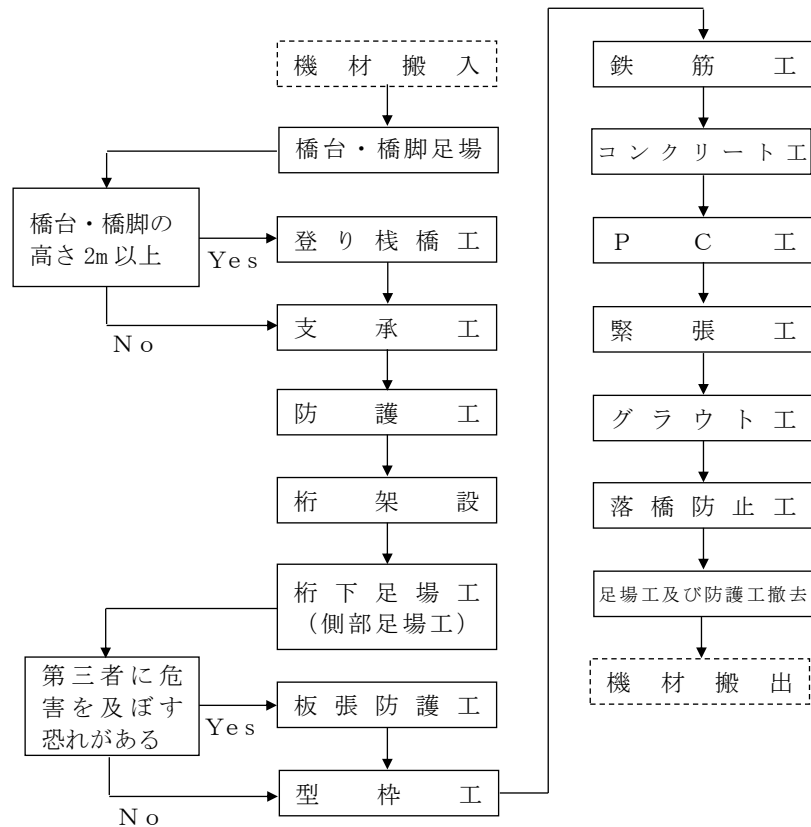 機材搬入
橋台・橋脚足場
橋台・橋脚の
高さ2m以上
Yes
No
登り桟橋工
支承工
防護工
桁架設
桁下足場工
（側部足場工）
第三者に危
害を及ぼす
恐れがある
Yes
No
板張防護工
型枠工
鉄筋工
コンクリート工
PC工
緊張工
グラウト工
落橋防止工
足場工及び防護工撤去
機材搬出